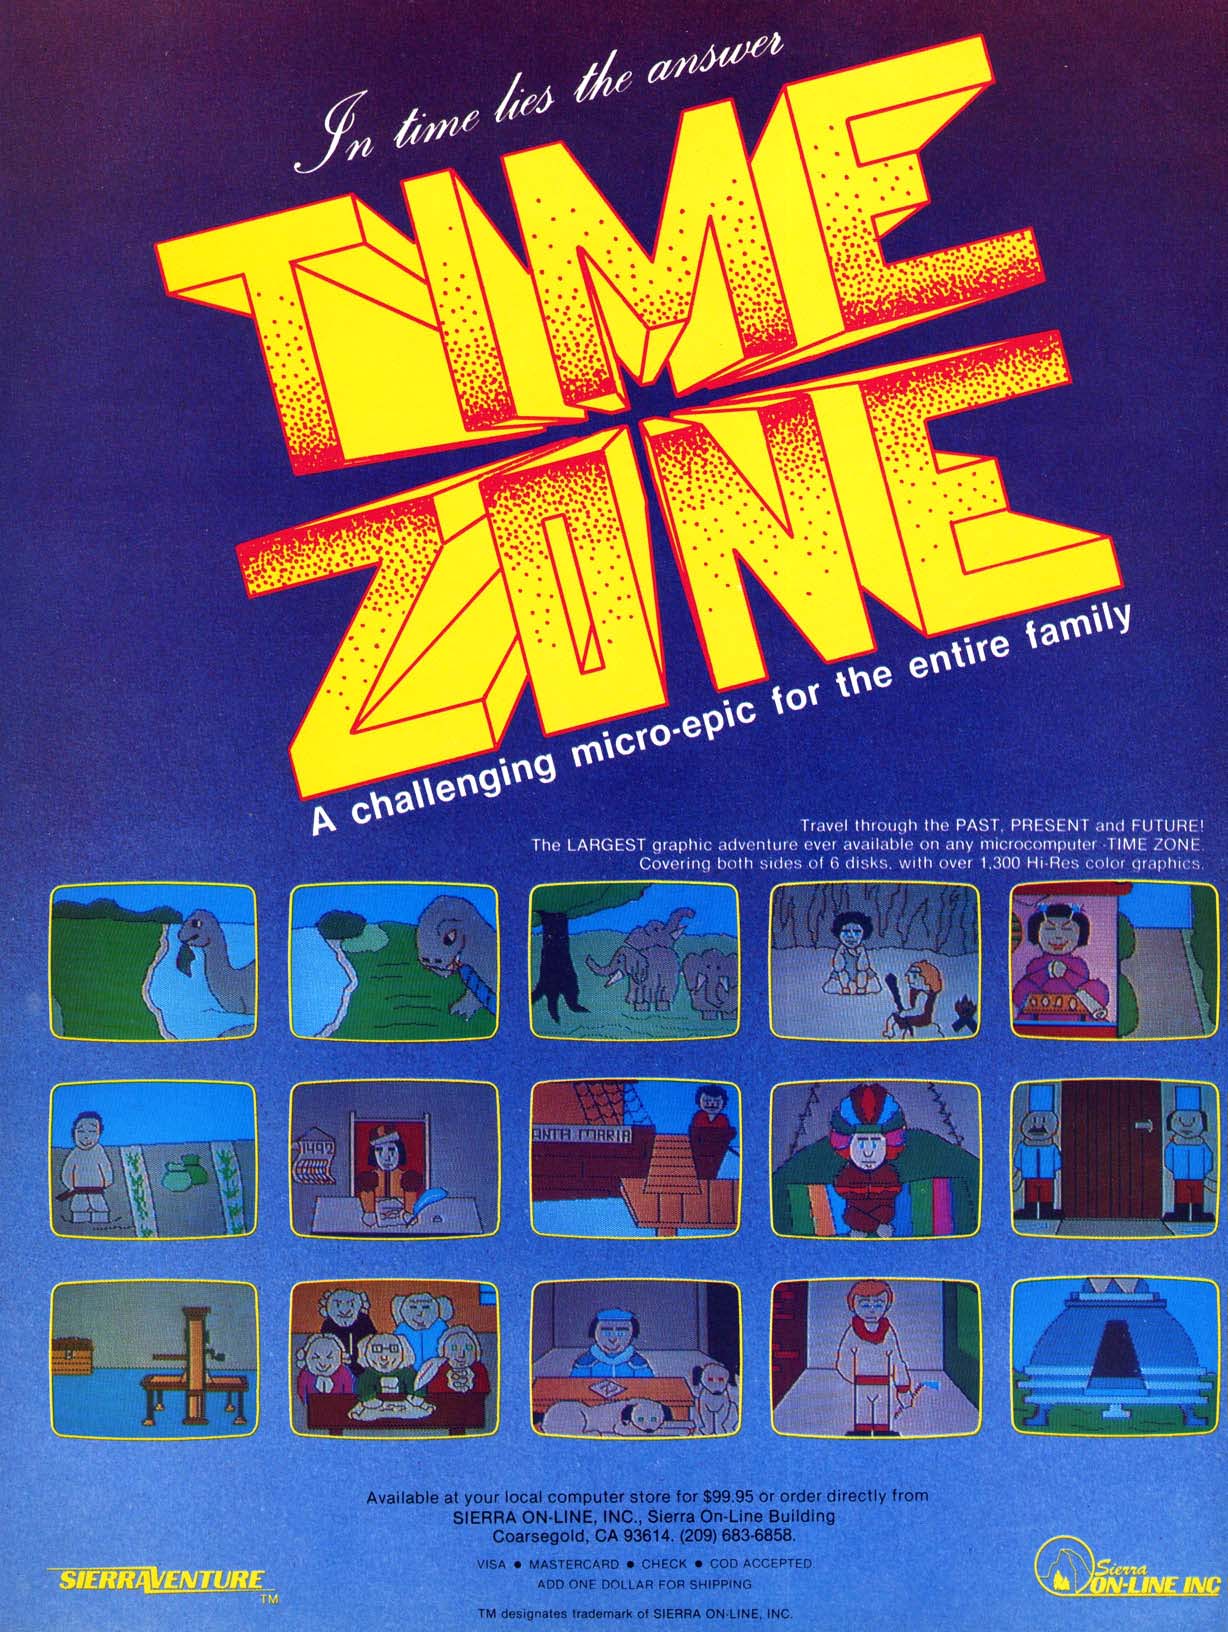 In time lies the answer
TIME
ZONE
A challenging micro-epic for the entire family
Travel through the PAST, PRESENT and FUTURE!
The LARGEST graphic adventure ever available on any microcomputer -TIME ZONE.
Covering both sides of 6 disks, with over 1,300 Hi-Res color graphics.
1492
ANTA MARIA
Available at your local computer store for $99.95 or order directly from
SIERRA ON-LINE, INC., Sierra On-Line Building
Coarsegold, CA 93614. (209) 683-6858.
VISA ● MASTERCARD ● CHECK ● COD ACCEPTED
ADD ONE DOLLAR FOR SHIPPING
TM designates trademark of SIERRA ON-LINE, INC.
SIERRAVENTURE
TM
Sierra
ON-LINE INC